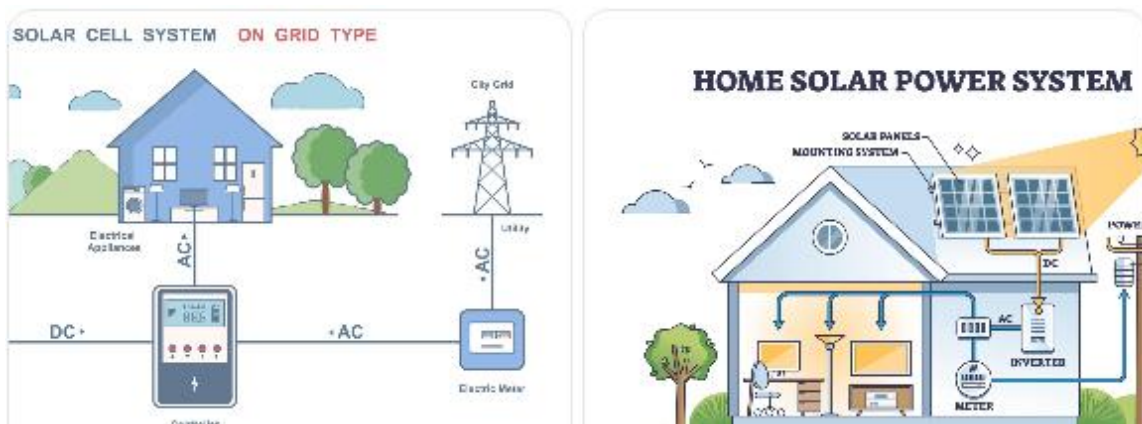 SOLAR CELL SYSTEM ON GRID TYPE
City Grid
Electrical
Appliances
Utility
AC
AC
DC
AC
Electric Meter
HOME SOLAR POWER SYSTEM
SOLAR PANELS
MOUNTING SYSTEM
POWER
DC
AC
INVERTER
METER